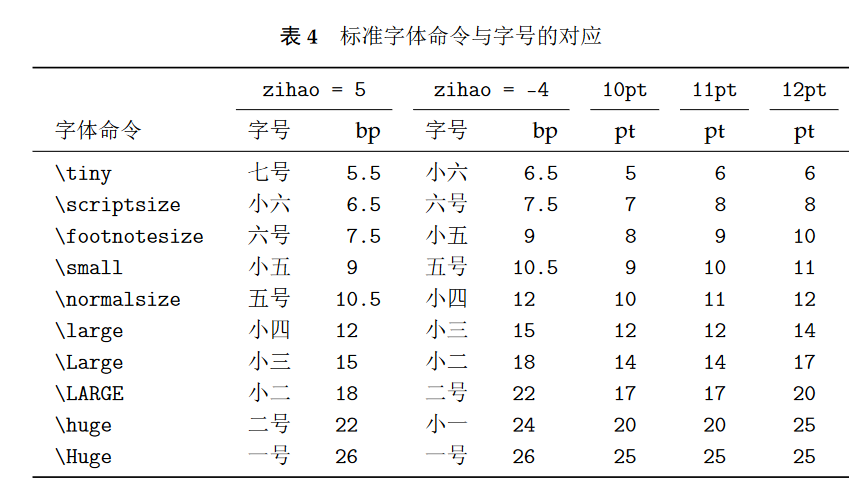 表 4 标准字体命令与字号的对应
zihao = 5 zihao = -4 10pt 11pt 12pt
字体命令 字号 bp 字号 bp pt pt pt
\tiny 七号 5.5 小六 6.5 5 6 6
\scriptsize 小六 6.5 六号 7.5 7 8 8
\footnotesize 六号 7.5 小五 9 8 9 10
\small 小五 9 五号 10.5 9 10 11
\normalsize 五号 10.5 小四 12 10 11 12
\large 小四 12 小三 15 12 12 14
\Large 小三 15 小二 18 14 14 17
\LARGE 小二 18 二号 22 17 17 20
\huge 二号 22 小一 24 20 20 25
\Huge 一号 26 一号 26 25 25 25